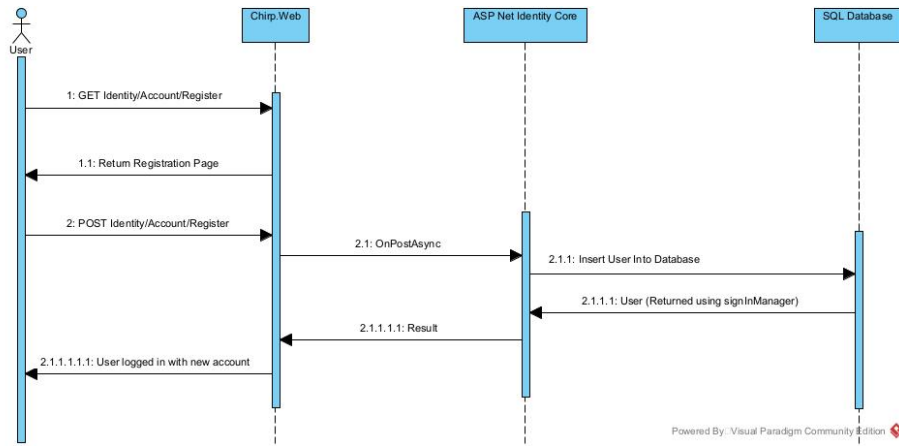 Chirp.Web
ASP Net Identity Core
SQL Database
User
1: GET Identity/Account/Register
1.1: Return Registration Page
2: POST Identity/Account/Register
2.1: OnPostAsync
2.1.1: Insert User Into Database
2.1.1.1: User (Returned using signInManager)
2.1.1.1.1: Result
2.1.1.1.1.1: User logged in with new account
Powered By: Visual Paradigm Community Edition